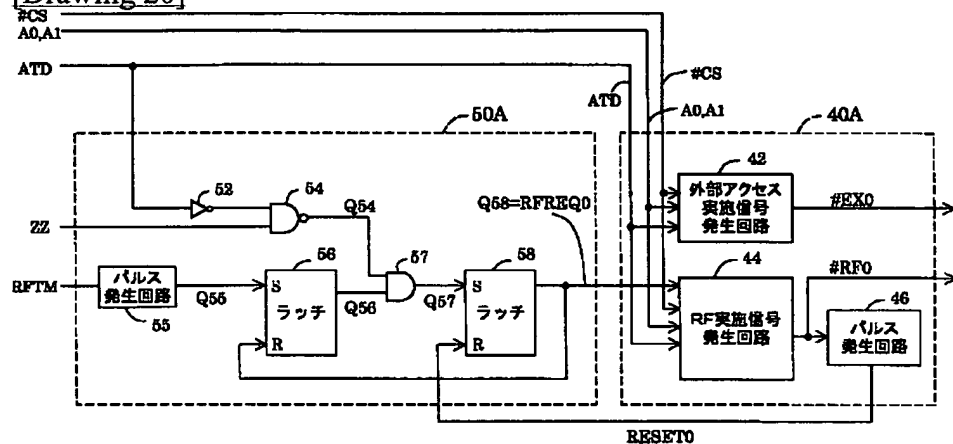 [Drawing 20]
#CS
A0,A1
ATD
#CS
ATD
A0,A1
50A
40A
52
54
42
外部アクセス
実施信号
発生回路
#EX0
Q54
Q58=RFREQ0
ZZ
56
57
58
44
#RF0
RFTM
パルス
発生回路
Q55
55
S
ラッチ
R
Q56
Q57
S
ラッチ
R
RF実施信号
発生回路
46
パルス
発生回路
RESET0